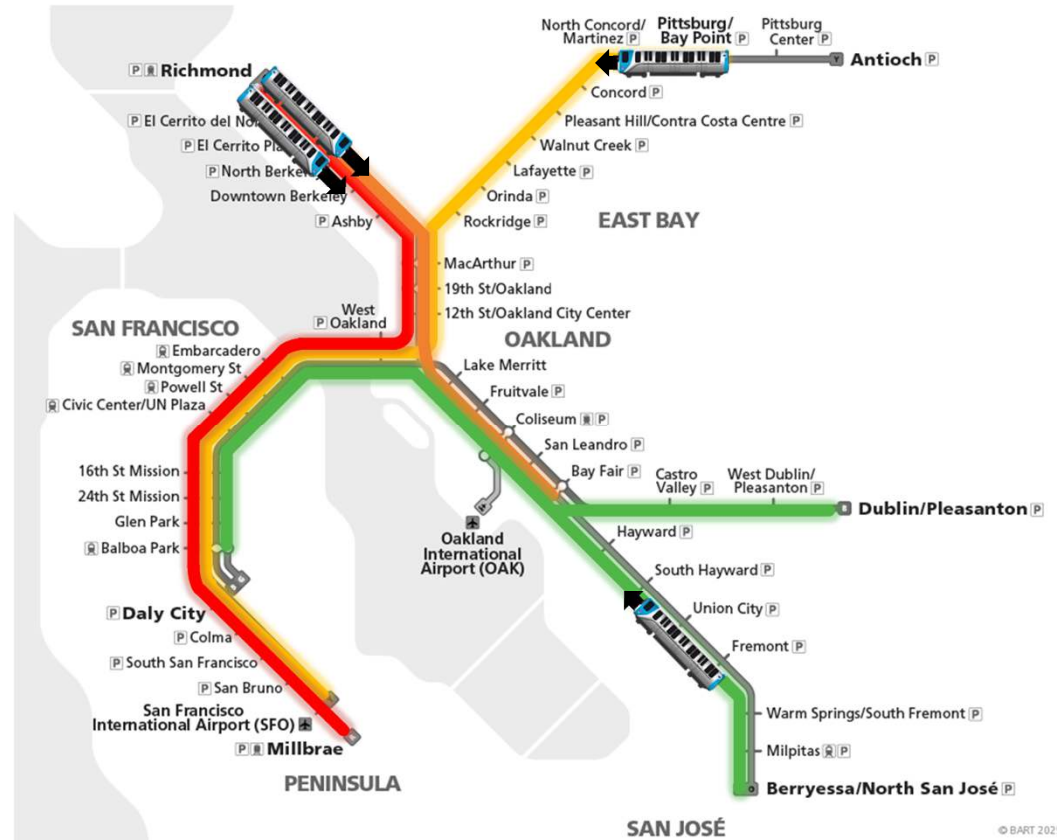 Richmond
El Cerrito del
El Cerrito
North
Downtown Berkeley
Ashby
North Concord/
Martinez
Pittsburg/
Bay Point
Pittsburg
Center
Antioch
Concord
Pleasant Hill/Contra Costa Centre
Walnut Creek
Lafayette
Orinda
Rockridge
EAST BAY
MacArthur
19th St/Oakland
12th St/Oakland City Center
OAKLAND
West
Oakland
SAN FRANCISCO
Embarcadero
Montgomery St
Powell St
Civic Center/UN Plaza
16th St Mission
24th St Mission
Glen Park
Balboa Park
Daly City
Colma
South San Francisco
San Bruno
San Francisco
International Airport (SFO)
Millbrae
PENINSULA
Lake Merritt
Fruitvale
Coliseum
San Leandro
Bay Fair
Oakland
International
Airport (OAK)
Castro
Valley
West Dublin/
Pleasanton
Dublin/Pleasanton
Hayward
South Hayward
Union City
Fremont
Warm Springs/South Fremont
Milpitas
Berryessa/North San José
SAN JOSÉ